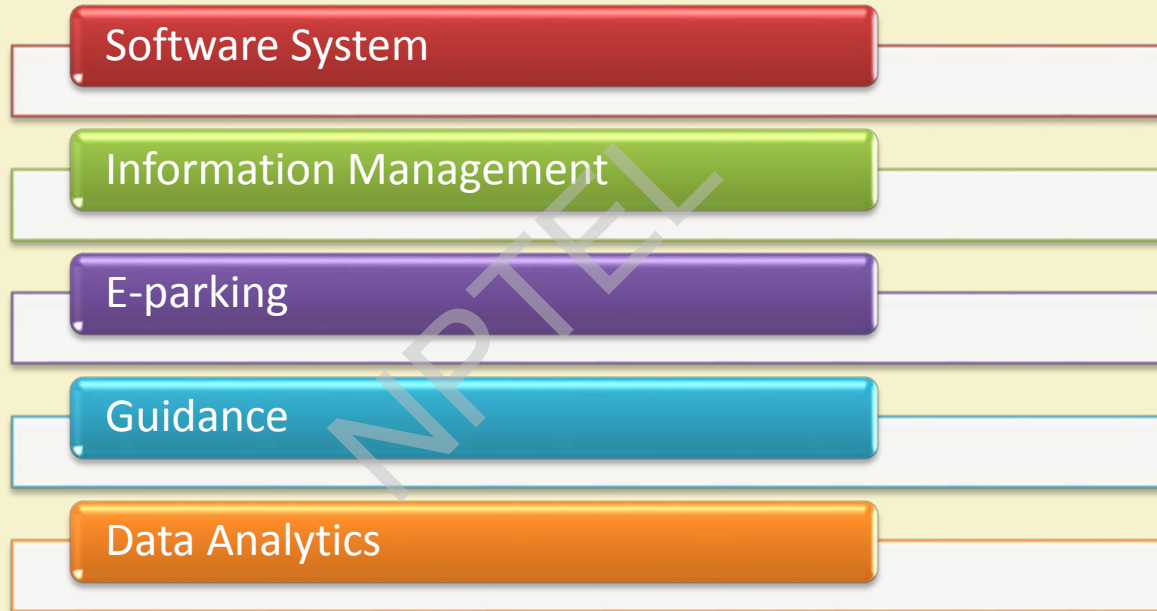 Software System
Information Management
E-parking
Guidance
Data Analytics
NPTEL